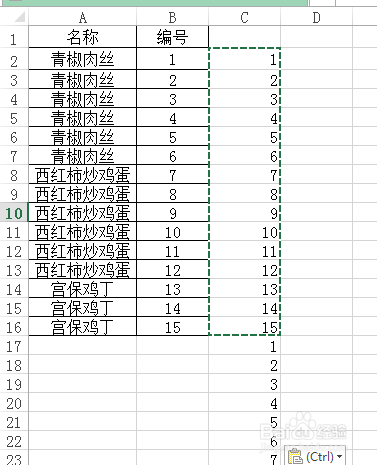 A B C D
1 名称 编号
2 青椒肉丝 1 1
3 青椒肉丝 2 2
4 青椒肉丝 3 3
5 青椒肉丝 4 4
6 青椒肉丝 5 5
7 青椒肉丝 6 6
8 西红柿炒鸡蛋 7 7
9 西红柿炒鸡蛋 8 8
10 西红柿炒鸡蛋 9 9
11 西红柿炒鸡蛋 10 10
12 西红柿炒鸡蛋 11 11
13 西红柿炒鸡蛋 12 12
14 宫保鸡丁 13 13
15 宫保鸡丁 14 14
16 宫保鸡丁 15 15
17 1
18 2
19 3
20 4
21 5
22 6
23 7
(Ctrl)